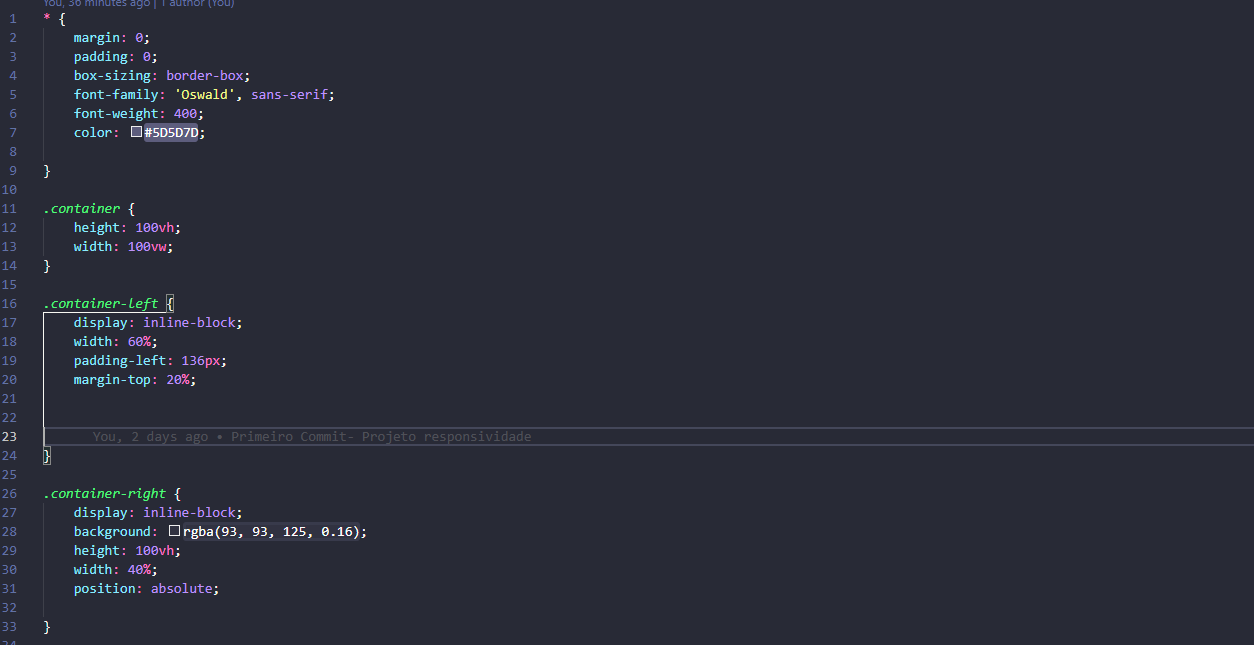 You, 36 minutes ago | 1 author (You)
1 * {
2 margin: 0;
3 padding: 0;
4 box-sizing: border-box;
5 font-family: 'Oswald', sans-serif;
6 font-weight: 400;
7 color: #5D5D7D;
8
9 }
10
11 .container {
12 height: 100vh;
13 width: 100vw;
14 }
15
16 .container-left {
17 display: inline-block;
18 width: 60%;
19 padding-left: 136px;
20 margin-top: 20%;
21
22
23 You, 2 days ago • Primeiro Commit- Projeto responsividade
24 }
25
26 .container-right {
27 display: inline-block;
28 background: rgba(93, 93, 125, 0.16);
29 height: 100vh;
30 width: 40%;
31 position: absolute;
32
33 }
34